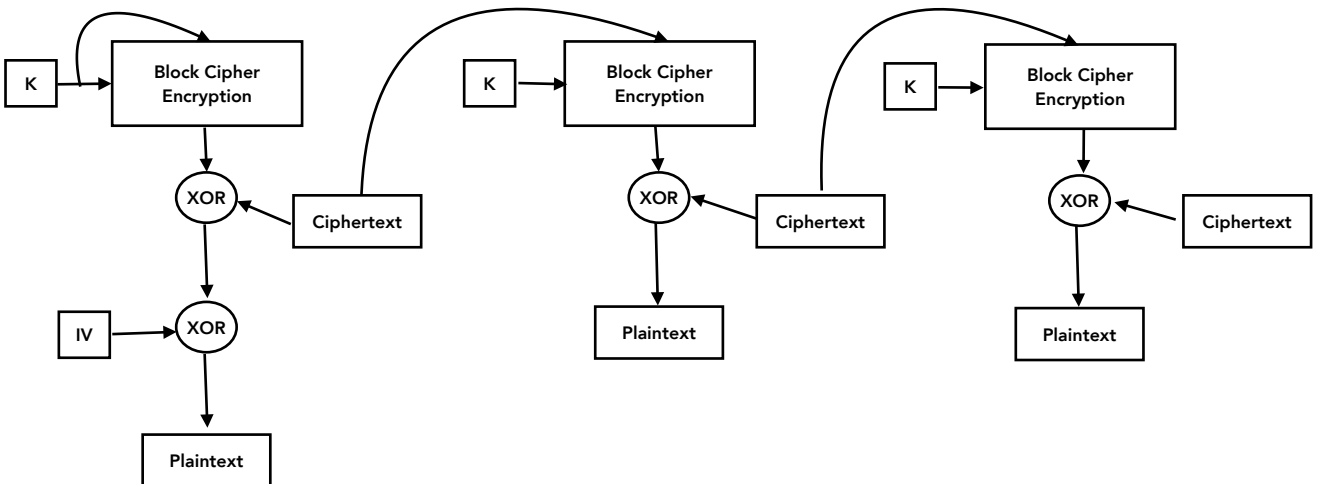 K
Block Cipher
Encryption
XOR
Ciphertext
IV
XOR
Plaintext
K
Block Cipher
Encryption
XOR
Ciphertext
Plaintext
K
Block Cipher
Encryption
XOR
Ciphertext
Plaintext